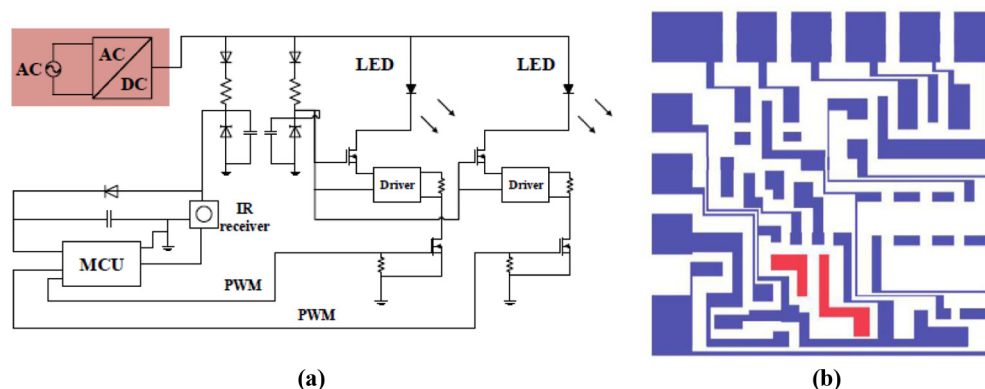 AC
AC
DC
LED
LED
Driver
Driver
IR
receiver
MCU
PWM
PWM
(a)
(b)